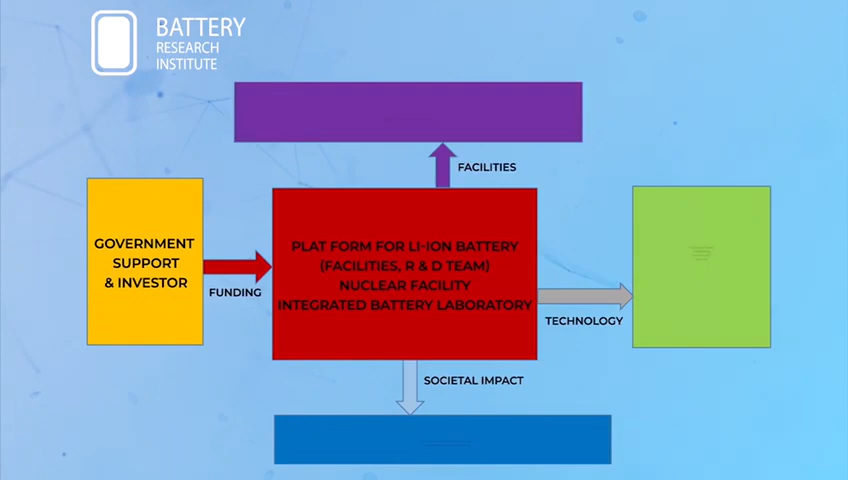 BATTERY
RESEARCH
INSTITUTE
FACILITIES
GOVERNMENT
SUPPORT
& INVESTOR
FUNDING
PLAT FORM FOR LI-ION BATTERY
(FACILITIES, R & D TEAM)
NUCLEAR FACILITY
INTEGRATED BATTERY LABORATORY
TECHNOLOGY
SOCIETAL IMPACT